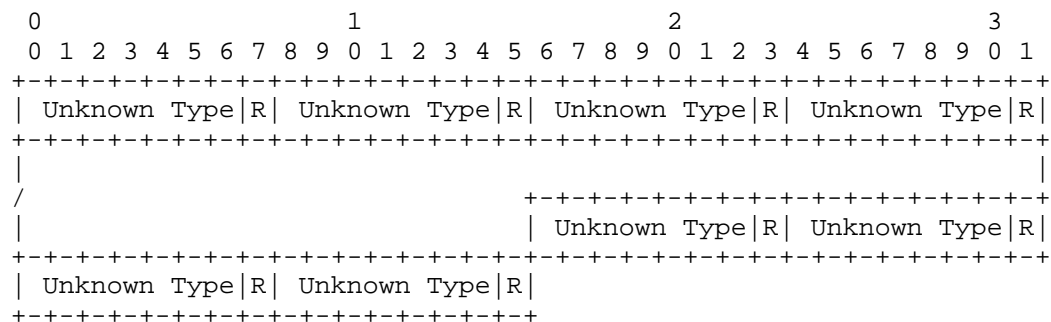 0                   1                   2                   3
 0 1 2 3 4 5 6 7 8 9 0 1 2 3 4 5 6 7 8 9 0 1 2 3 4 5 6 7 8 9 0 1
+-+-+-+-+-+-+-+-+-+-+-+-+-+-+-+-+-+-+-+-+-+-+-+-+-+-+-+-+-+-+-+-+
| Unknown Type|R| Unknown Type|R| Unknown Type|R| Unknown Type|R|
+-+-+-+-+-+-+-+-+-+-+-+-+-+-+-+-+-+-+-+-+-+-+-+-+-+-+-+-+-+-+-+-+
|                                                               |
/                               +-+-+-+-+-+-+-+-+-+-+-+-+-+-+-+-+
|                               | Unknown Type|R| Unknown Type|R|
+-+-+-+-+-+-+-+-+-+-+-+-+-+-+-+-+-+-+-+-+-+-+-+-+-+-+-+-+-+-+-+-+
| Unknown Type|R| Unknown Type|R|
+-+-+-+-+-+-+-+-+-+-+-+-+-+-+-+-+